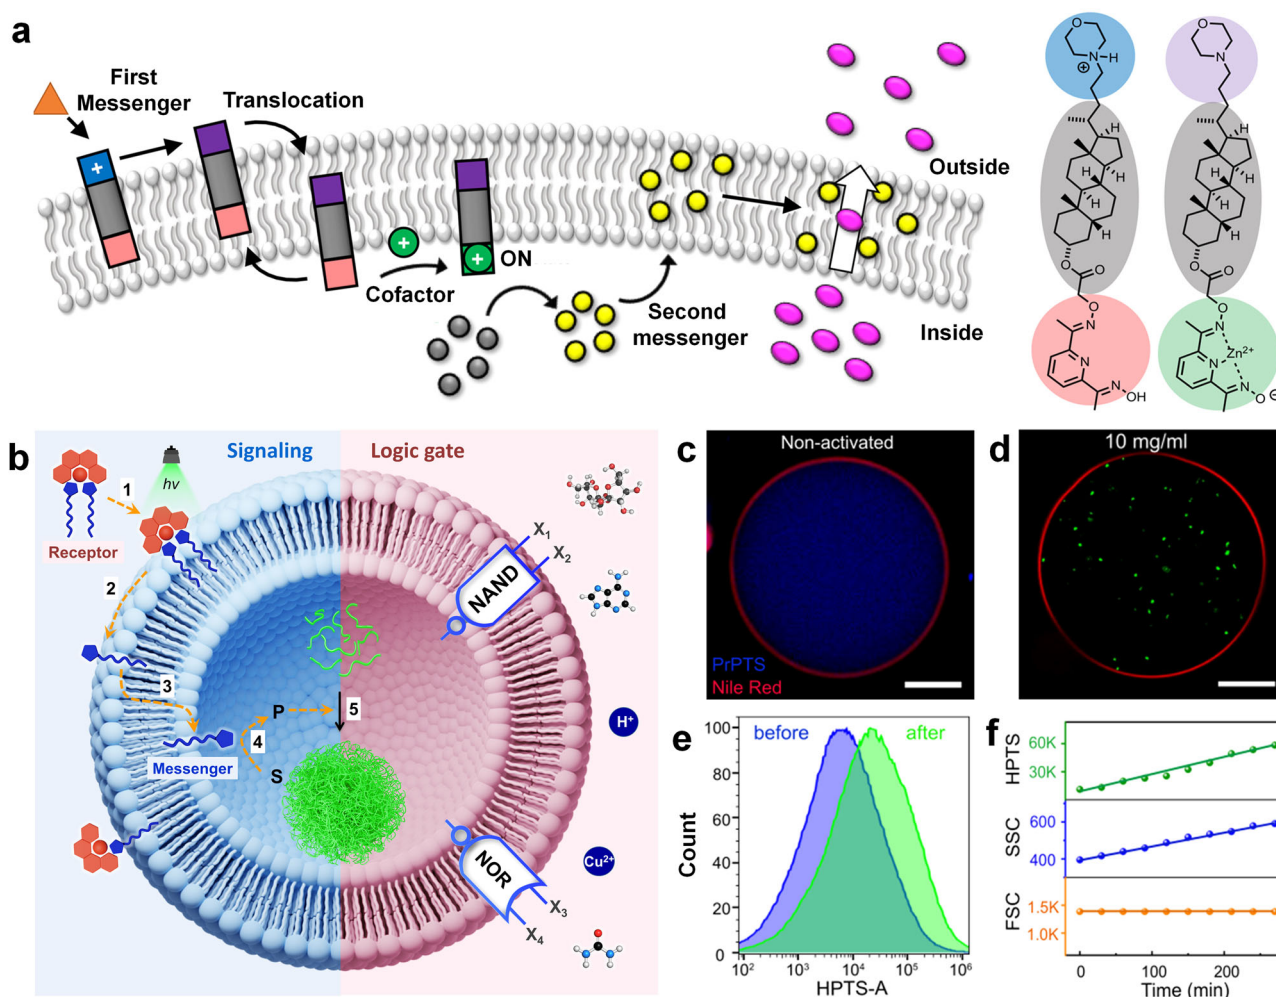 a
First
Messenger
Translocation
+
Cofactor
+
+
ON
Second
messenger
Outside
Inside
O
N-H
⊕
H
H
H
H
H
O
O
O
N
N
N
OH
O
N
H
H
H
H
H
O
O
O
N
N
Zn²⁺
N
O
⊖
b
Signaling
Logic gate
hν
1
Receptor
2
3
4
5
P
S
Messenger
NAND
X₁
X₂
H⁺
Cu²⁺
NOR
X₃
X₄
c
Non-activated
PrPTS
Nile Red
d
10 mg/ml
e
before
after
Count
100
80
60
40
20
0
10²
10³
10⁴
10⁵
10⁶
HPTS-A
f
HPTS
60K
30K
SSC
600
400
FSC
1.5K
1.0K
0
100
200
Time (min)